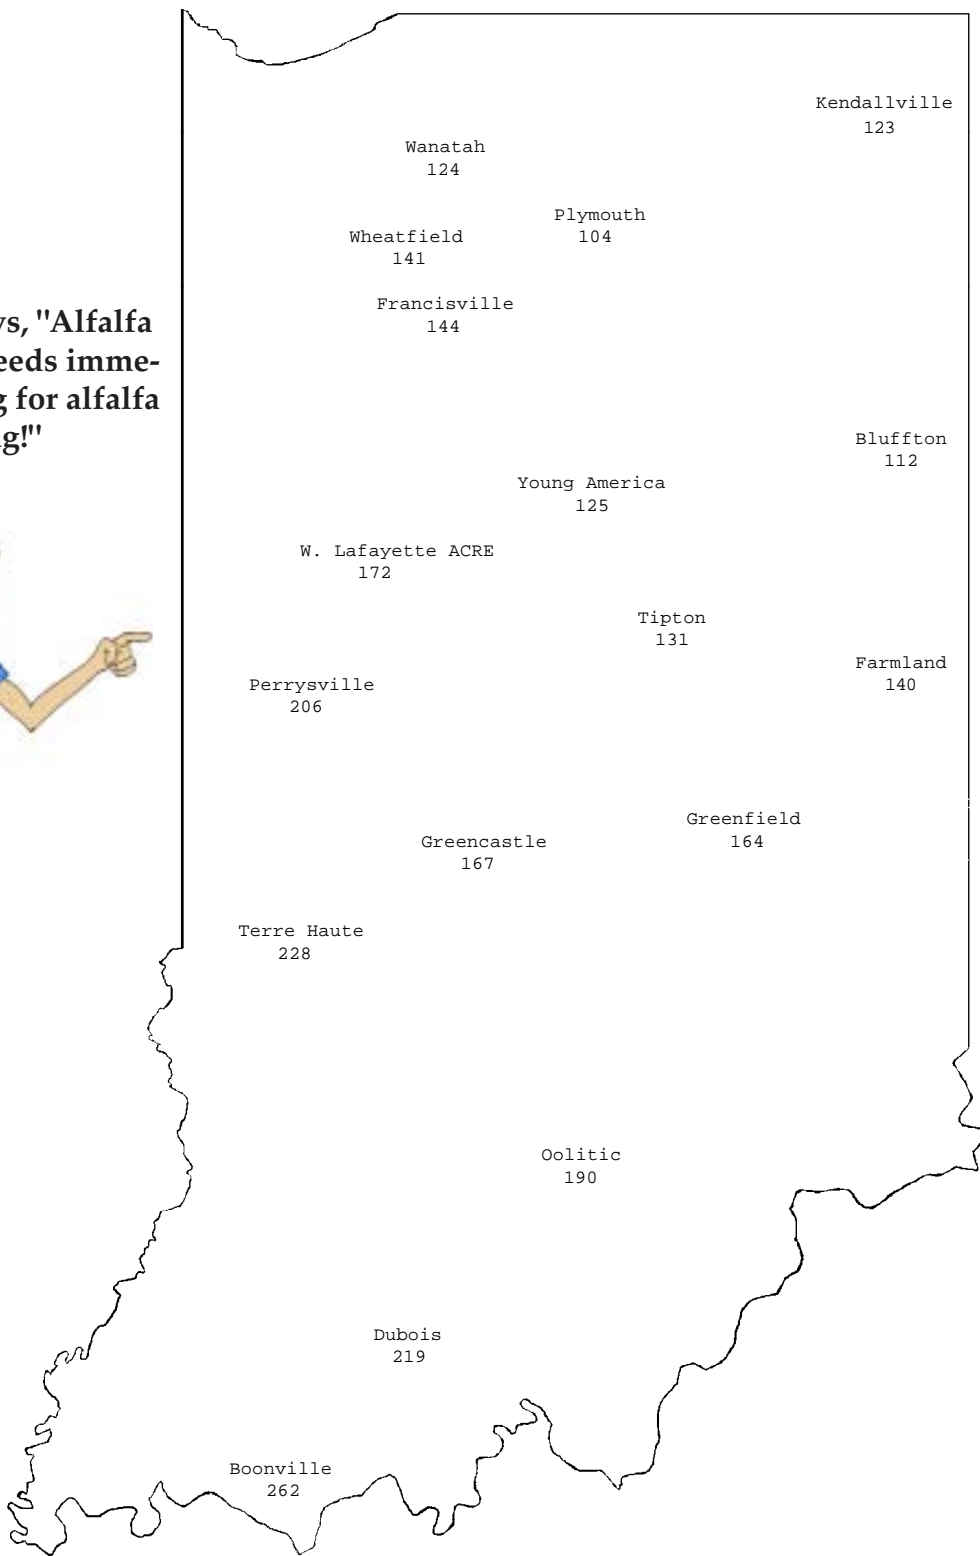 Kendallville
123
Wanatah
124
Plymouth
104
Wheatfield
141
Francisville
144
ys, "Alfalfa
eeds imme-
g for alfalfa
g!"
Bluffton
112
Young America
125
W. Lafayette ACRE
172
Tipton
131
Farmland
140
Perrysville
206
Greenfield
164
Greencastle
167
Terre Haute
228
Oolitic
190
Dubois
219
Boonville
262